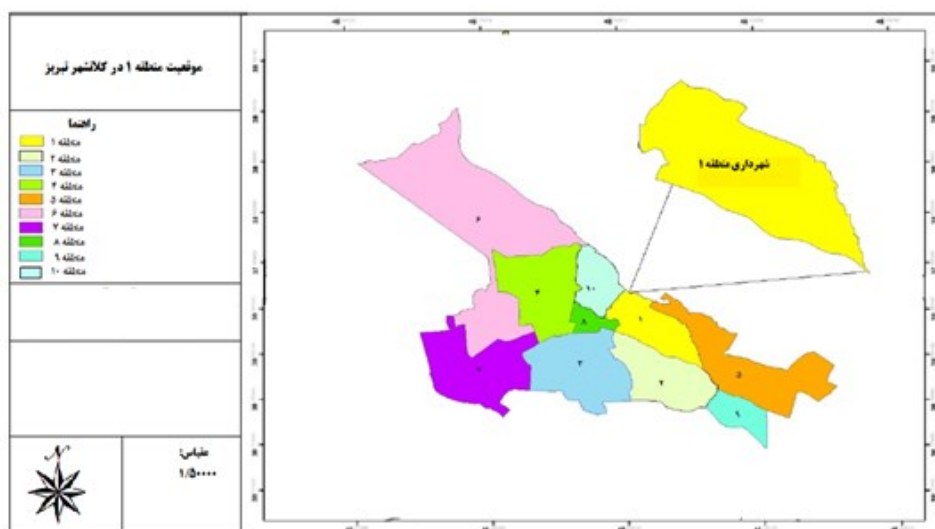 موقعیت منطقه ۱ در کلانشهر تبریز
راهنما
منطقه ۱
منطقه ۲
منطقه ۳
منطقه ۴
منطقه ۵
منطقه ۶
منطقه ۷
منطقه ۸
منطقه ۹
منطقه ۱۰
مقیاس:
۱/۵۰۰۰۰
N
شهرداری منطقه ۱
۶
۱۰
۴
۸
۱
۳
۲
۵
۷
۹